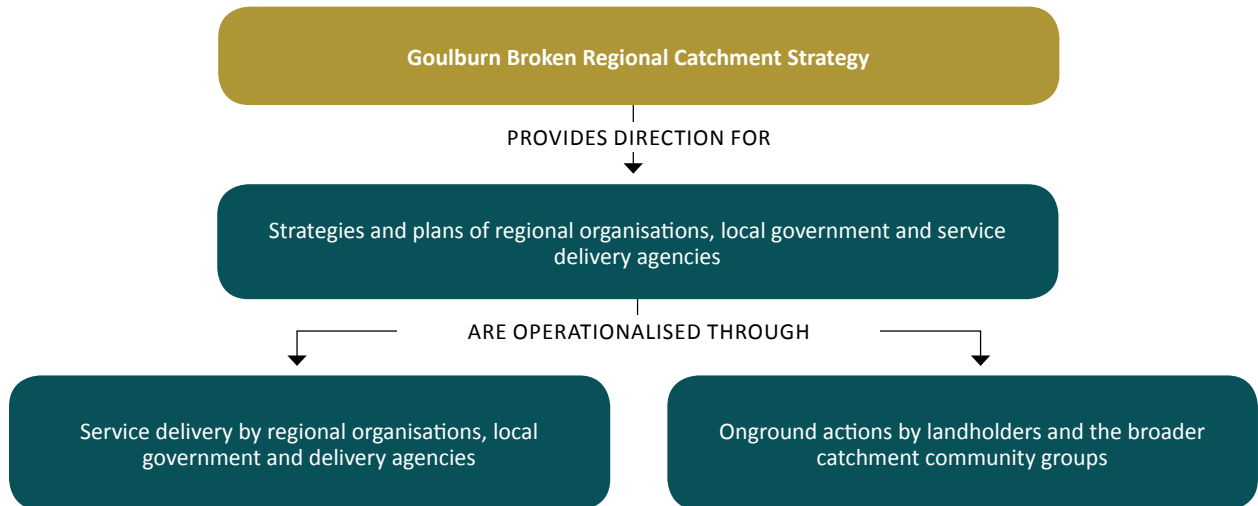 Goulburn Broken Regional Catchment Strategy
PROVIDES DIRECTION FOR
Strategies and plans of regional organisations, local government and service
delivery agencies
ARE OPERATIONALISED THROUGH
Service delivery by regional organisations, local
government and delivery agencies
Onground actions by landholders and the broader
catchment community groups